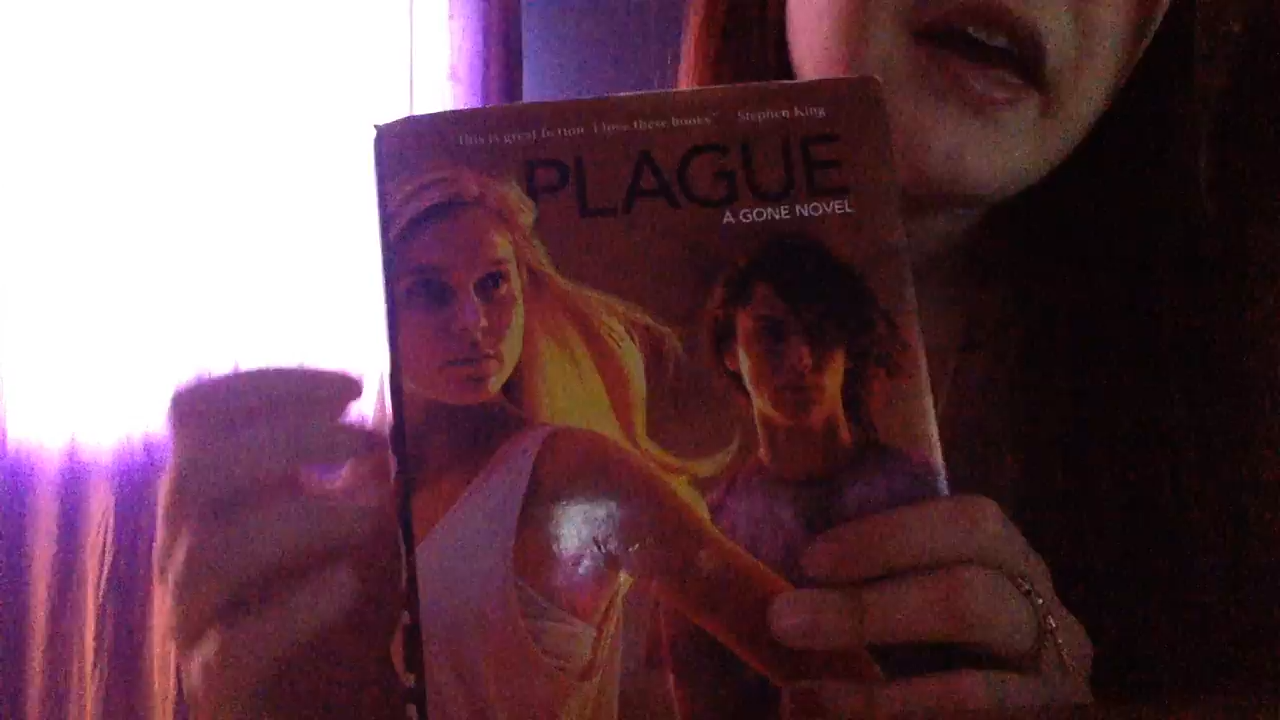 "This is great fiction. I love these books." Stephen King
PLAGUE
A GONE NOVEL